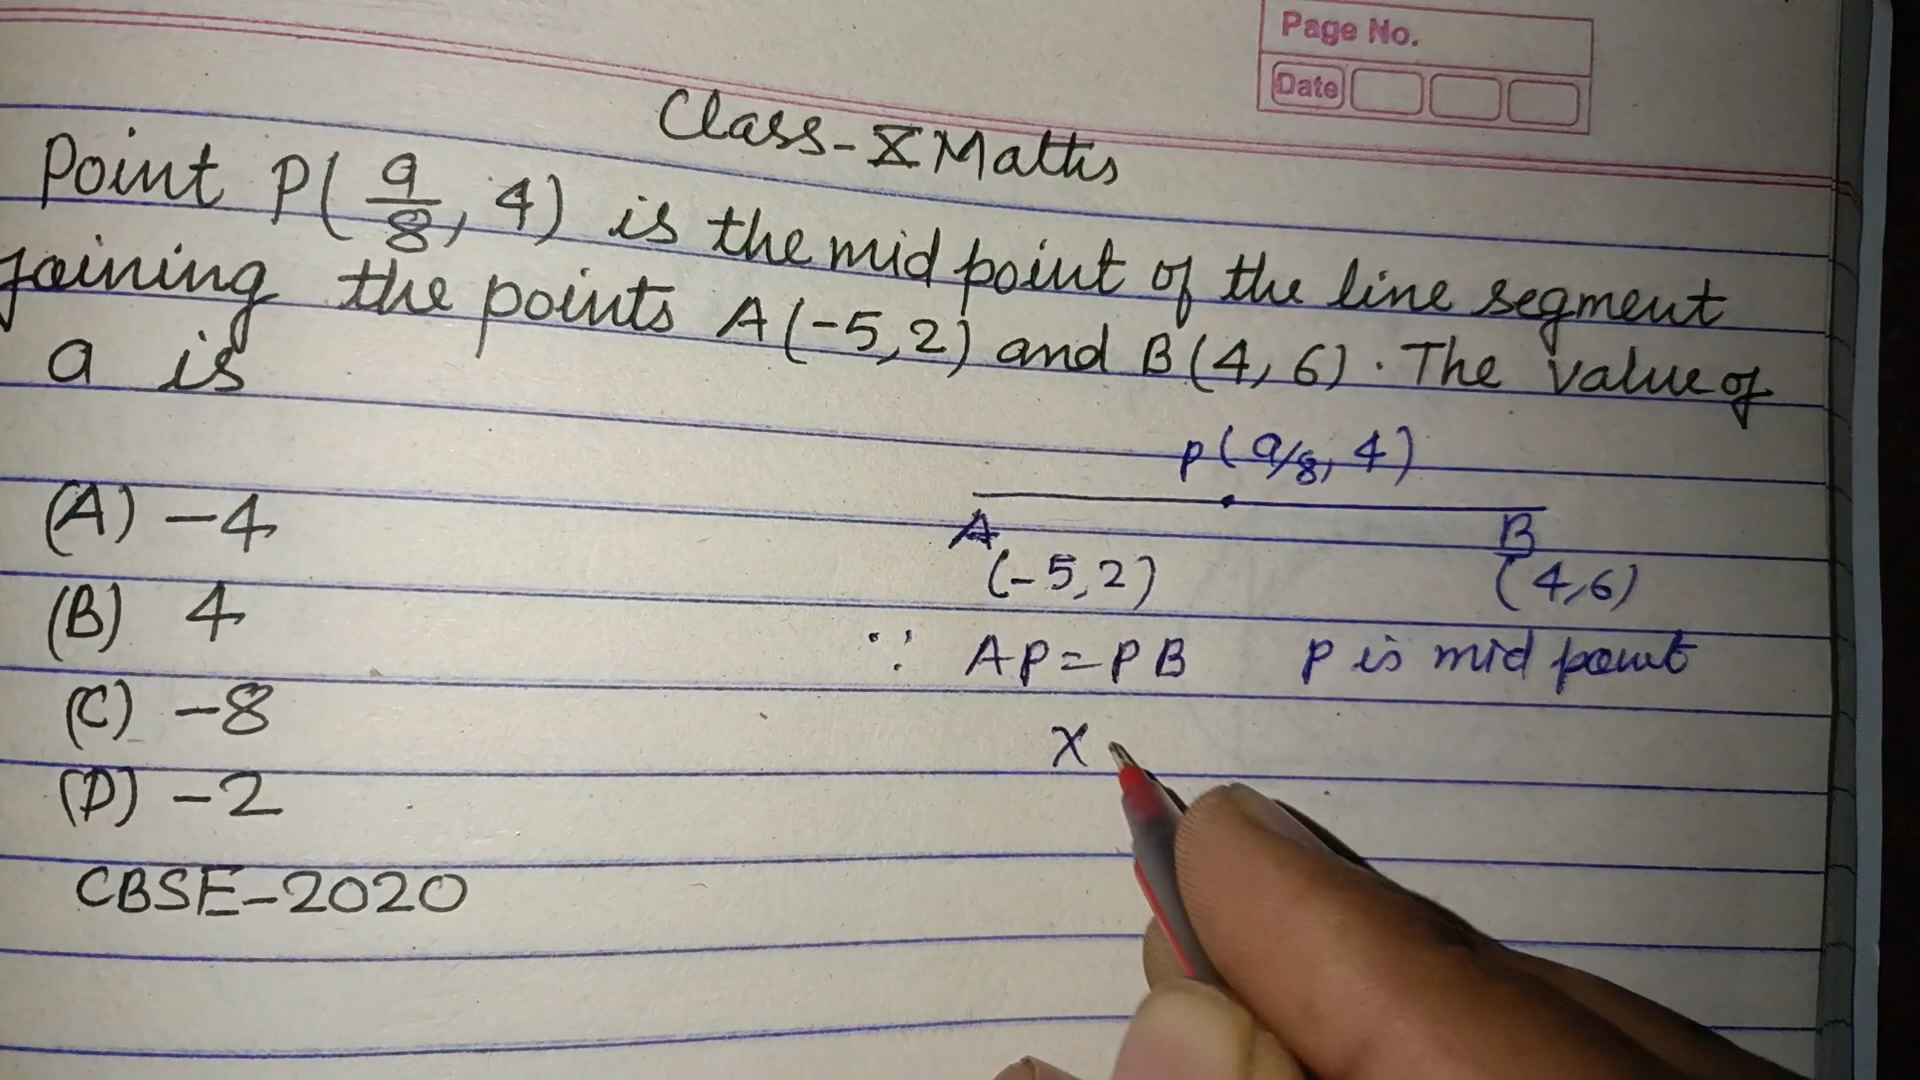 Page No.
Date
Class-X Maths
Point P(a/8, 4) is the mid point of the line segment
joining the points A(-5,2) and B(4,6). The value of
a is
P(a/8, 4)
A B
(-5,2) (4,6)
(A) -4
(B) 4
(C) -8
(D) -2
∵ AP=PB P is mid point
X
CBSE-2020